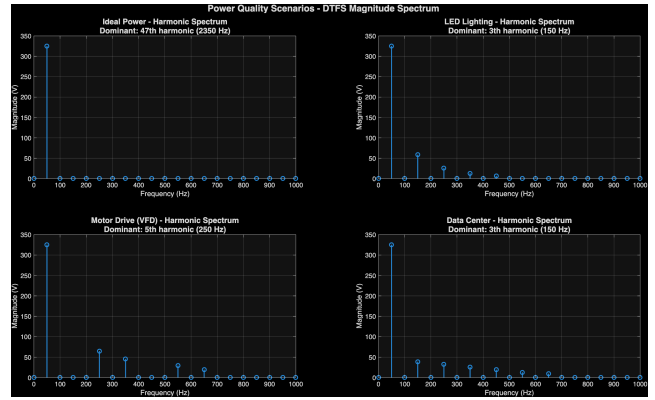 Power Quality Scenarios - DTFS Magnitude Spectrum
Ideal Power - Harmonic Spectrum
Dominant: 47th harmonic (2350 Hz)
350
300
250
200
150
100
50
0
Magnitude (V)
0 100 200 300 400 500 600 700 800 900 1000
Frequency (Hz)
LED Lighting - Harmonic Spectrum
Dominant: 3th harmonic (150 Hz)
350
300
250
200
150
100
50
0
Magnitude (V)
0 100 200 300 400 500 600 700 800 900 1000
Frequency (Hz)
Motor Drive (VFD) - Harmonic Spectrum
Dominant: 5th harmonic (250 Hz)
350
300
250
200
150
100
50
0
Magnitude (V)
0 100 200 300 400 500 600 700 800 900 1000
Frequency (Hz)
Data Center - Harmonic Spectrum
Dominant: 3th harmonic (150 Hz)
350
300
250
200
150
100
50
0
Magnitude (V)
0 100 200 300 400 500 600 700 800 900 1000
Frequency (Hz)